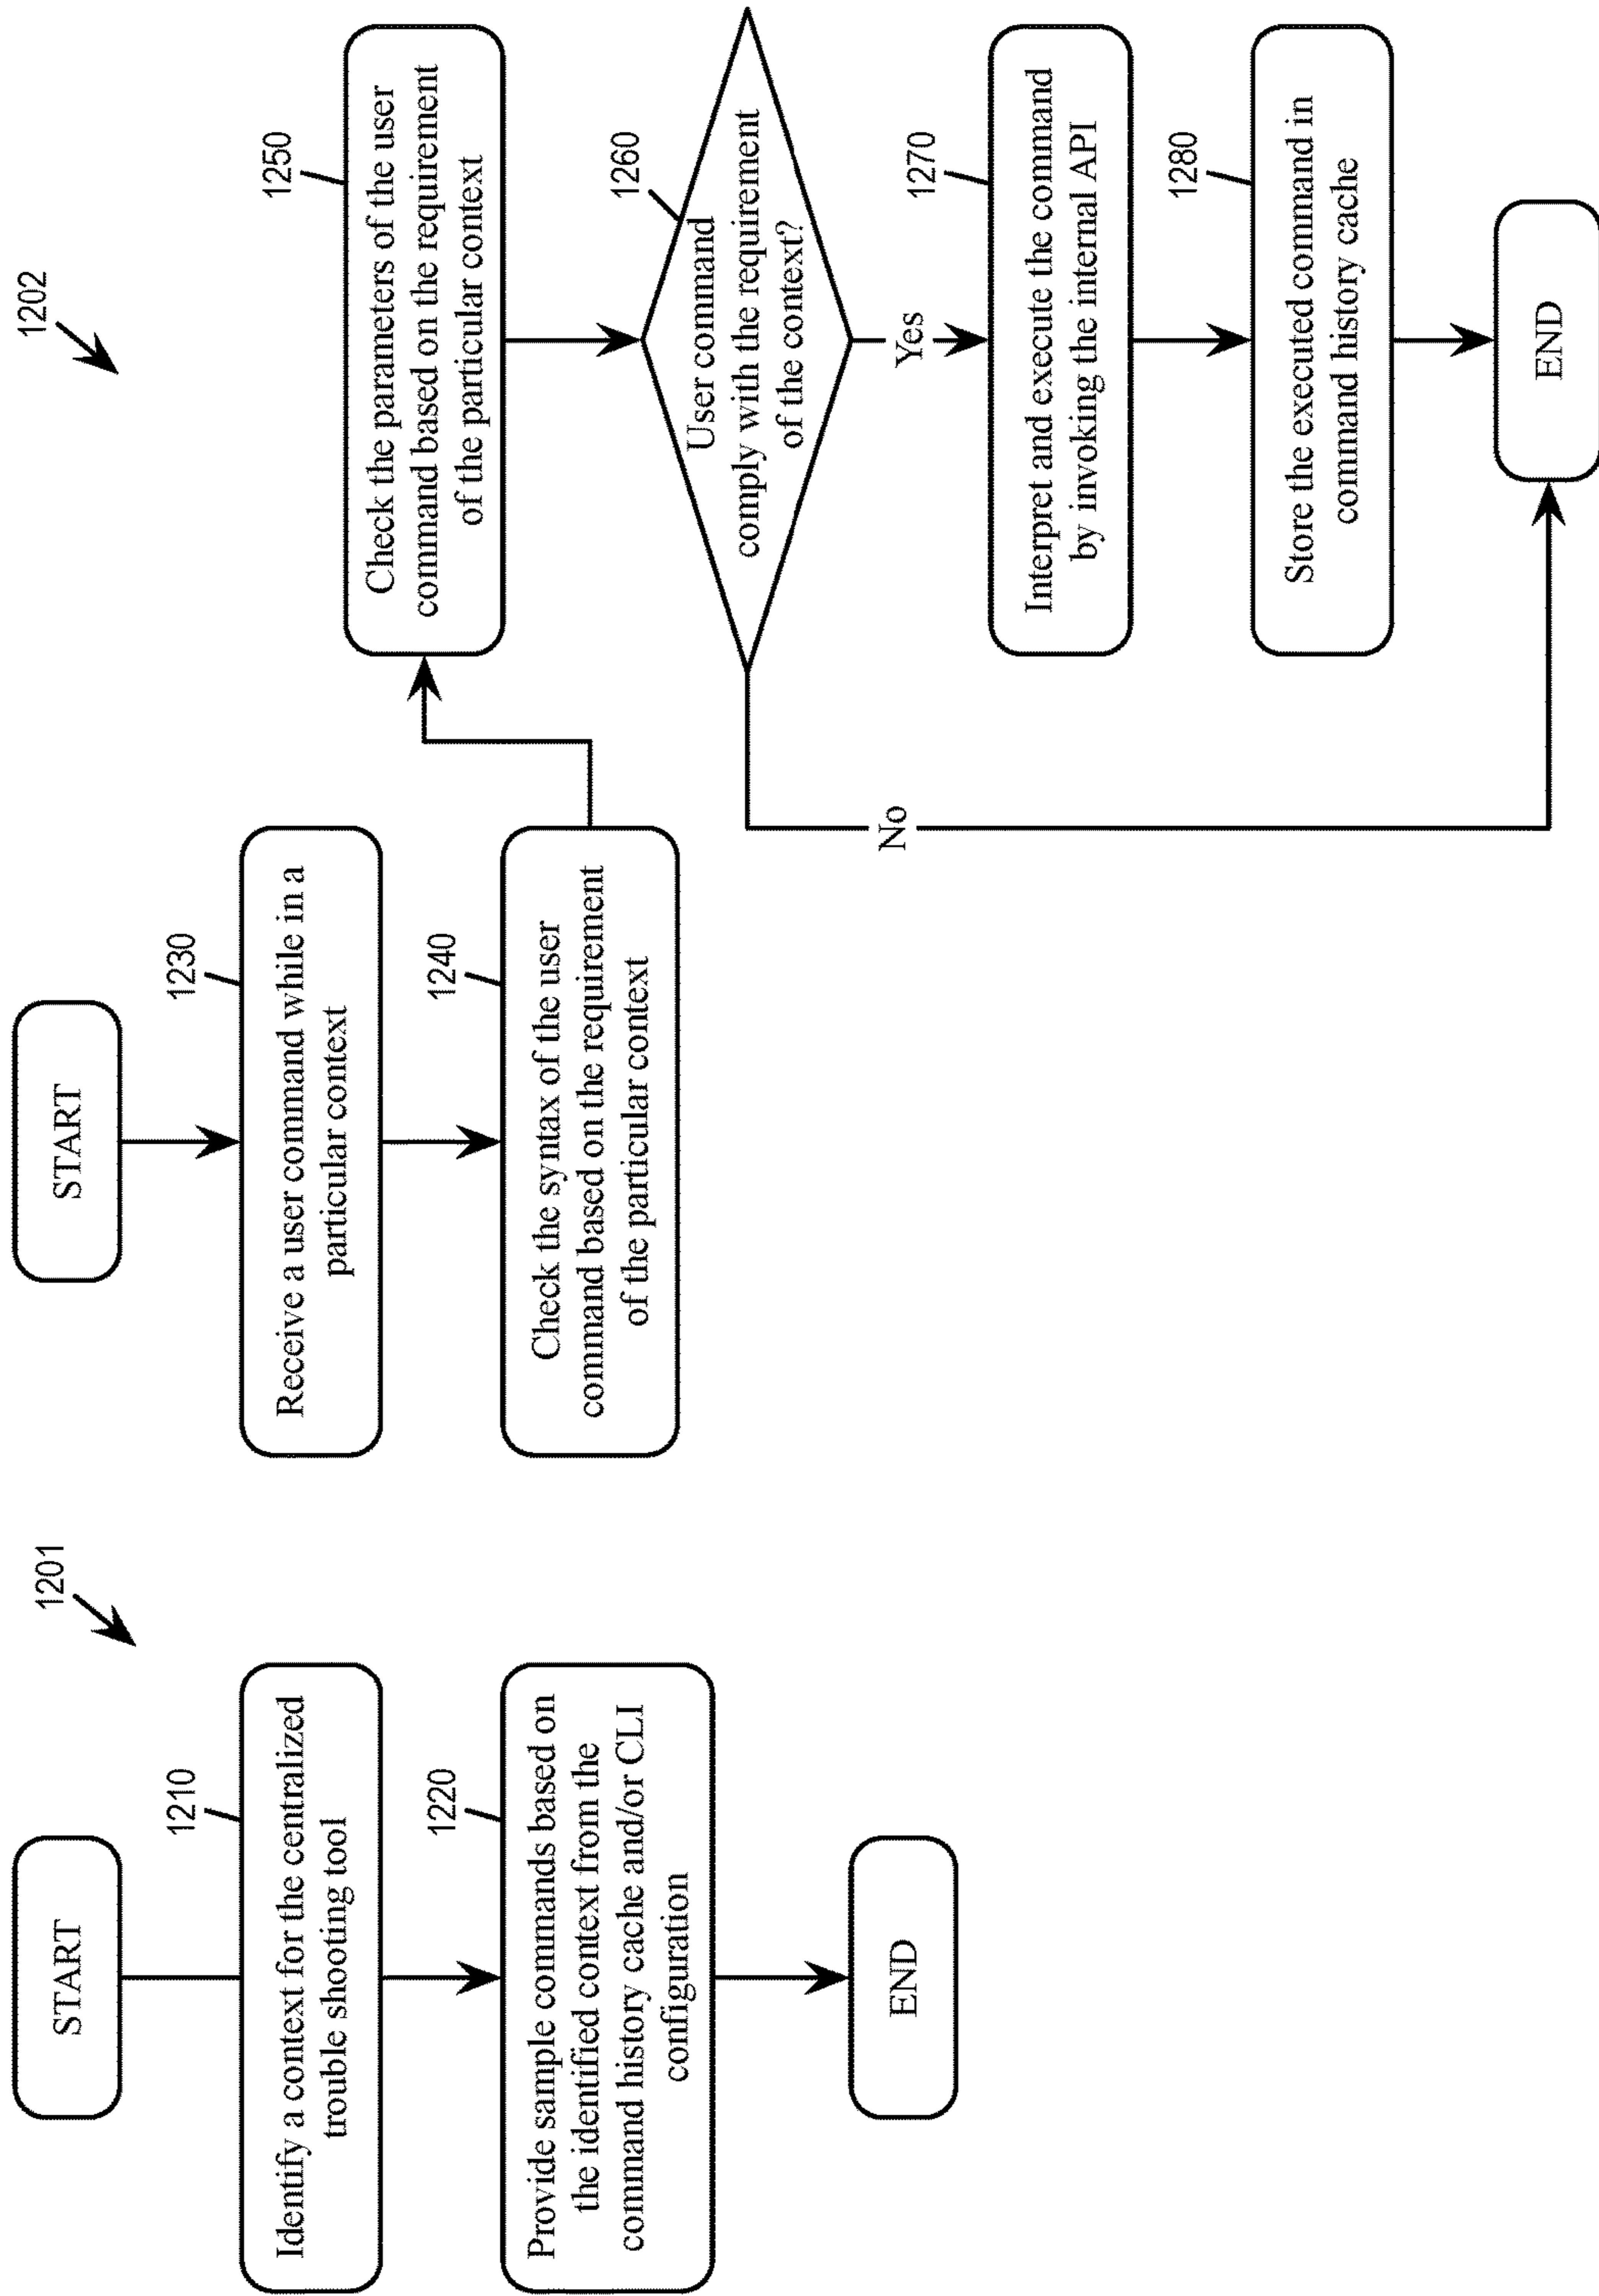 1201
START
1210
Identify a context for the centralized
trouble shooting tool
1220
Provide sample commands based on
the identified context from the
command history cache and/or CLI
configuration
END
1202
START
1230
Receive a user command while in a
particular context
1240
Check the syntax of the user
command based on the requirement
of the particular context
1250
Check the parameters of the user
command based on the requirement
of the particular context
1260
User command
comply with the requirement
of the context?
No
Yes
1270
Interpret and execute the command
by invoking the internal API
1280
Store the executed command in
command history cache
END